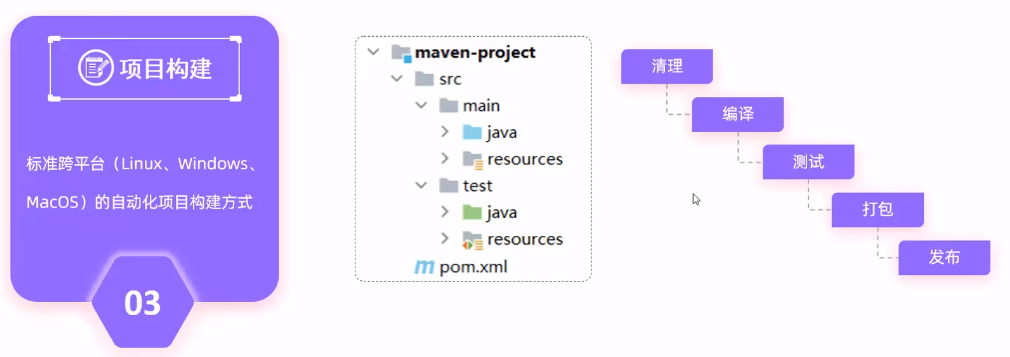 项目构建
标准跨平台（Linux、Windows、
MacOS）的自动化项目构建方式
03
maven-project
src
main
java
resources
test
java
resources
pom.xml
清理
编译
测试
打包
发布